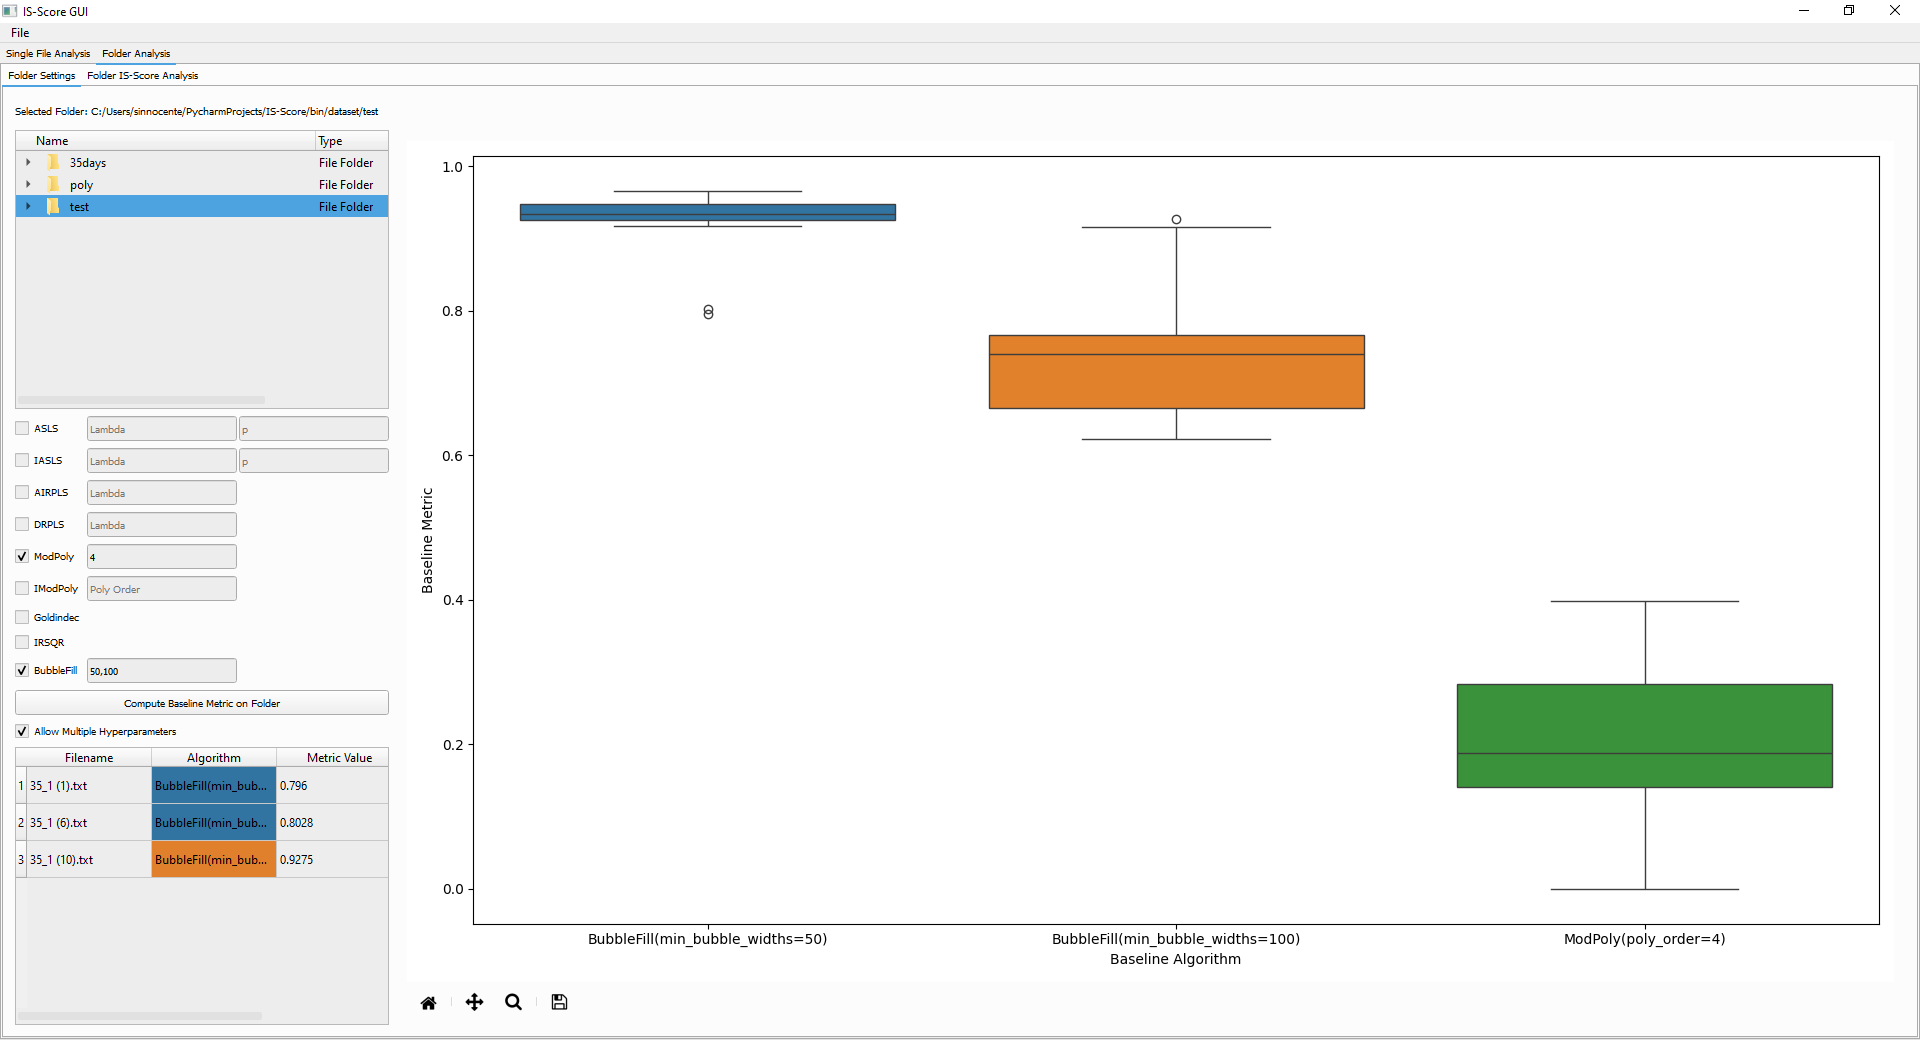 IS-Score GUI
File
Single File Analysis Folder Analysis
Folder Settings Folder IS-Score Analysis
Selected Folder: C:/Users/sinnocente/PycharmProjects/IS-Score/bin/dataset/test
Name Type
35days File Folder
poly File Folder
test File Folder
ASLS Lambda p
IASLS Lambda p
AIRPLS Lambda
DRPLS Lambda
ModPoly 4
IModPoly Poly Order
Goldindec
IRSQR
BubbleFill 50,100
Compute Baseline Metric on Folder
Allow Multiple Hyperparameters
Filename Algorithm Metric Value
1 35_1 (1).txt BubbleFill(min_bub... 0.796
2 35_1 (6).txt BubbleFill(min_bub... 0.8028
3 35_1 (10).txt BubbleFill(min_bub... 0.9275
1.0
0.8
0.6
0.4
0.2
0.0
Baseline Metric
BubbleFill(min_bubble_widths=50) BubbleFill(min_bubble_widths=100) ModPoly(poly_order=4)
Baseline Algorithm